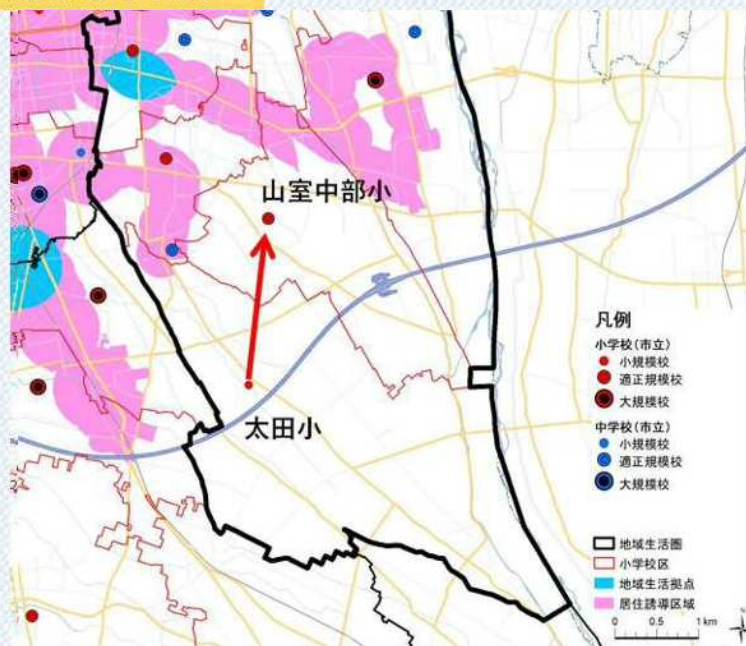 山室中部小
太田小
凡例
小学校(市立)
小規模校
適正規模校
大規模校
中学校(市立)
小規模校
適正規模校
大規模校
地域生活圏
小学校区
地域生活拠点
居住誘導区域
0 0.5 1 km